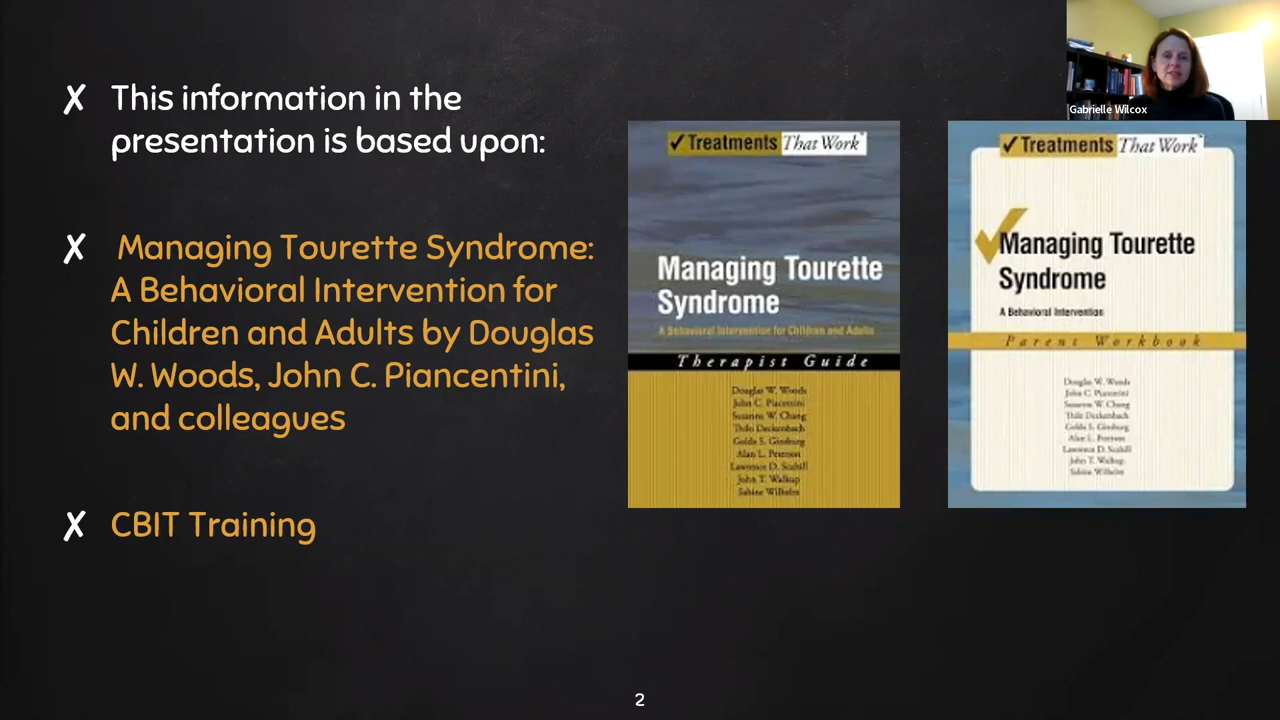 ✗ This information in the
presentation is based upon:
✗ Managing Tourette Syndrome:
A Behavioral Intervention for
Children and Adults by Douglas
W. Woods, John C. Piancentini,
and colleagues
✗ CBIT Training
✓Treatments That Work™
Managing Tourette
Syndrome
A Behavioral Intervention for Children and Adults
Therapist Guide
Douglas W. Woods
John C. Piacentini
Susanna W. Chang
Thilo Deckersbach
Golda S. Ginsburg
Alan L. Peterson
Lawrence D. Scahill
John T. Walkup
Sabine Wilhelm
✓Treatments That Work™
Managing Tourette
Syndrome
A Behavioral Intervention
Parent Workbook
Douglas W. Woods
John C. Piacentini
Susanna W. Chang
Thilo Deckersbach
Golda S. Ginsburg
Alan L. Peterson
Lawrence D. Scahill
John T. Walkup
Sabine Wilhelm
Gabrielle Wilcox
2